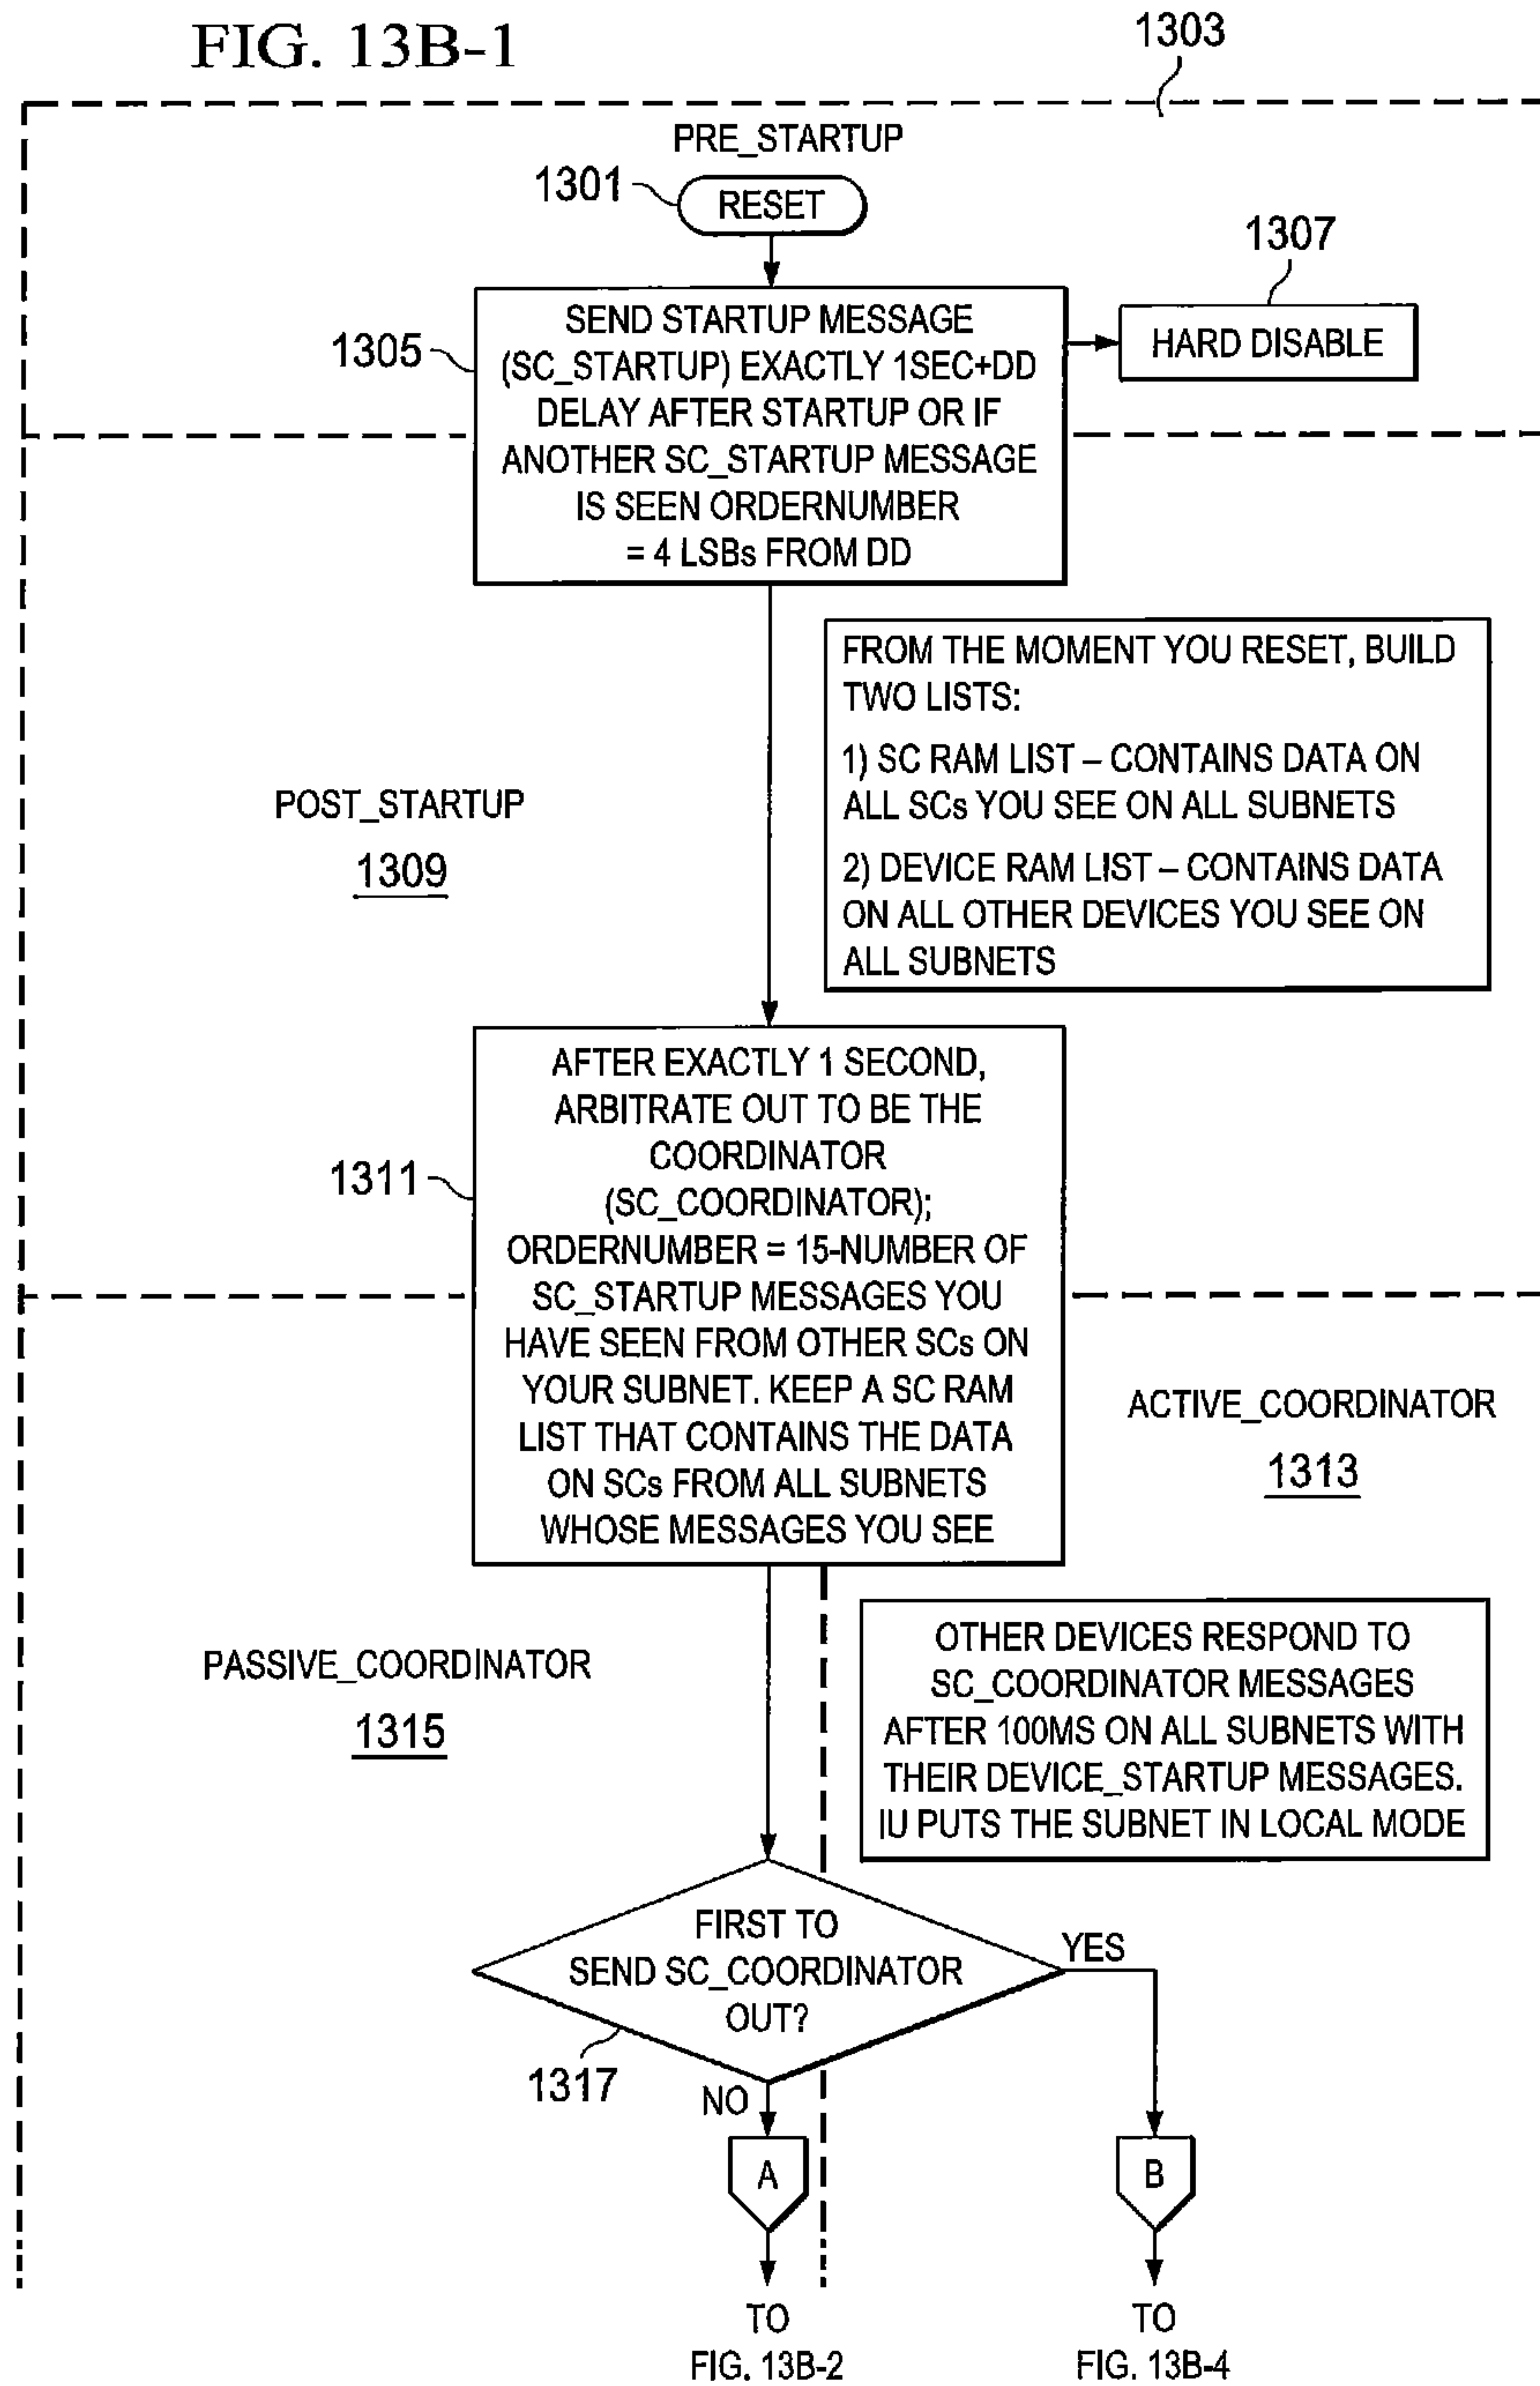 FIG. 13B-1
1303
PRE_STARTUP
1301
RESET
1307
HARD DISABLE
1305
SEND STARTUP MESSAGE
(SC_STARTUP) EXACTLY 1SEC+DD
DELAY AFTER STARTUP OR IF
ANOTHER SC_STARTUP MESSAGE
IS SEEN ORDERNUMBER
= 4 LSBs FROM DD
FROM THE MOMENT YOU RESET, BUILD
TWO LISTS:
1) SC RAM LIST – CONTAINS DATA ON
ALL SCs YOU SEE ON ALL SUBNETS
2) DEVICE RAM LIST – CONTAINS DATA
ON ALL OTHER DEVICES YOU SEE ON
ALL SUBNETS
POST_STARTUP
1309
1311
AFTER EXACTLY 1 SECOND,
ARBITRATE OUT TO BE THE
COORDINATOR
(SC_COORDINATOR);
ORDERNUMBER = 15-NUMBER OF
SC_STARTUP MESSAGES YOU
HAVE SEEN FROM OTHER SCs ON
YOUR SUBNET. KEEP A SC RAM
LIST THAT CONTAINS THE DATA
ON SCs FROM ALL SUBNETS
WHOSE MESSAGES YOU SEE
ACTIVE_COORDINATOR
1313
PASSIVE_COORDINATOR
1315
OTHER DEVICES RESPOND TO
SC_COORDINATOR MESSAGES
AFTER 100MS ON ALL SUBNETS WITH
THEIR DEVICE_STARTUP MESSAGES.
IU PUTS THE SUBNET IN LOCAL MODE
FIRST TO
SEND SC_COORDINATOR
OUT?
YES
1317
NO
A
B
TO
FIG. 13B-2
TO
FIG. 13B-4